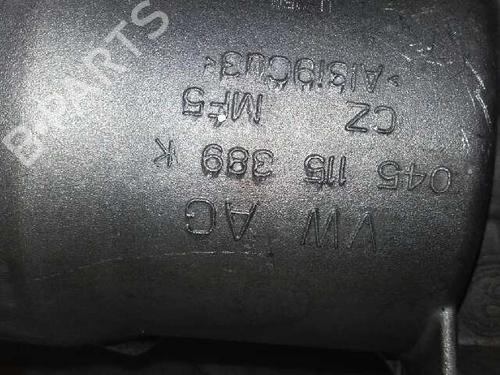 VW AG
045 115 389 K
CZ MF5
>AlSi9Cu3<
B-PARTS